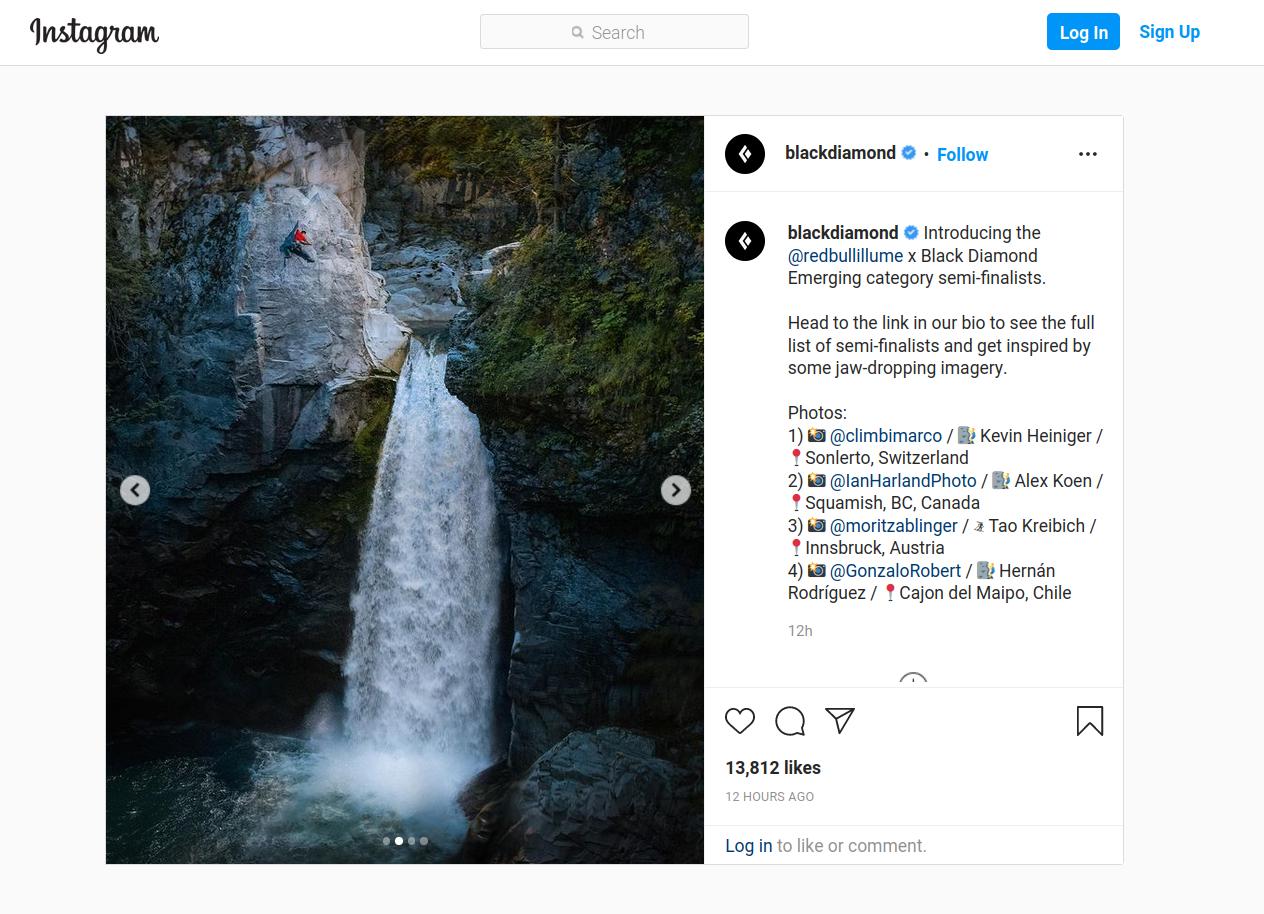 Instagram
Search
Log In
Sign Up
blackdiamond • Follow
blackdiamond Introducing the
@redbullillume x Black Diamond
Emerging category semi-finalists.
Head to the link in our bio to see the full
list of semi-finalists and get inspired by
some jaw-dropping imagery.
Photos:
1) 📸 @climbimarco / 🧗 Kevin Heiniger /
📍Sonlerto, Switzerland
2) 📸 @IanHarlandPhoto / 🧗 Alex Koen /
📍Squamish, BC, Canada
3) 📸 @moritzablinger / Tao Kreibich /
📍Innsbruck, Austria
4) 📸 @GonzaloRobert / 🧗 Hernán
Rodríguez / 📍Cajon del Maipo, Chile
12h
13,812 likes
12 HOURS AGO
Log in to like or comment.